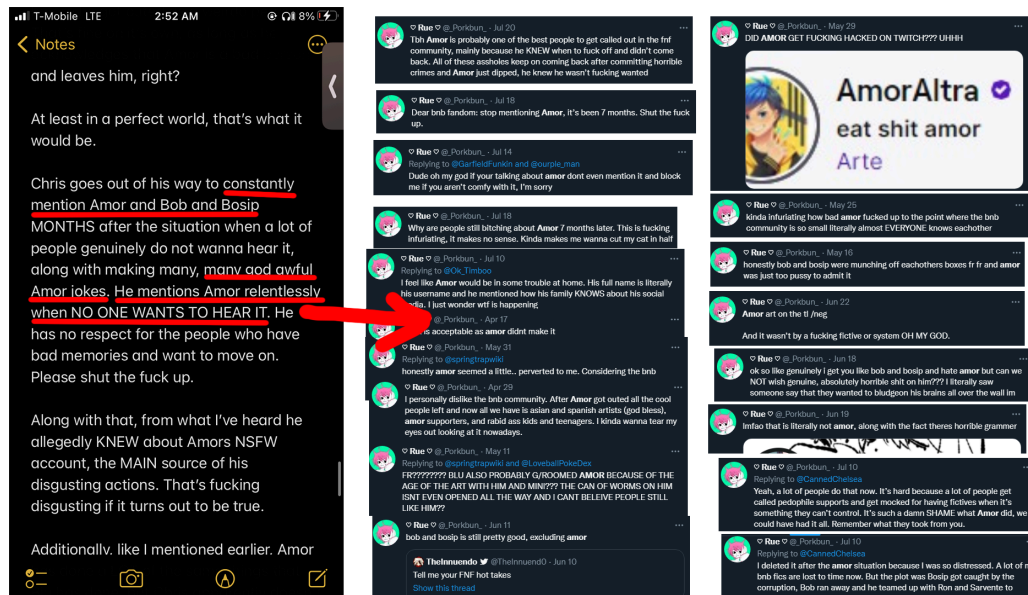 T-Mobile LTE 2:52 AM 8%
Notes
and leaves him, right?
At least in a perfect world, that's what it
would be.
Chris goes out of his way to constantly
mention Amor and Bob and Bosip
MONTHS after the situation when a lot of
people genuinely do not wanna hear it,
along with making many, many god awful
Amor jokes. He mentions Amor relentlessly
when NO ONE WANTS TO HEAR IT. He
has no respect for the people who have
bad memories and want to move on.
Please shut the fuck up.
Along with that, from what I've heard he
allegedly KNEW about Amors NSFW
account, the MAIN source of his
disgusting actions. That's fucking
disgusting if it turns out to be true.
Additionally, like I mentioned earlier, Amor
♡ Rue ♡ @_Porkbun_ · Jul 20
Tbh Amor is probably one of the best people to get called out in the fnf
community, mainly because he KNEW when to fuck off and didn't come
back. All of these assholes keep on coming back after committing horrible
crimes and Amor just dipped, he knew he wasn't fucking wanted
♡ Rue ♡ @_Porkbun_ · Jul 18
Dear bnb fandom: stop mentioning Amor, it's been 7 months. Shut the fuck
up.
♡ Rue ♡ @_Porkbun_ · Jul 14
Replying to @GarfieldFunkin and @ourple_man
Dude oh my god if your talking about amor dont even mention it and block
me if you aren't comfy with it, I'm sorry
♡ Rue ♡ @_Porkbun_ · Jul 18
Why are people still bitching about Amor 7 months later. This is fucking
infuriating, it makes no sense. Kinda makes me wanna cut my cat in half
♡ Rue ♡ @_Porkbun_ · Jul 10
Replying to @Ok_Timboo
I feel like Amor would be in some trouble at home. His full name is literally
his username and he mentioned how his family KNOWS about his social
I just wonder wtf is happening
@_Porkbun_ · Apr 17
is acceptable as amor didnt make it
♡ Rue ♡ @_Porkbun_ · May 31
Replying to @springtrapwiki
honestly amor seemed a little.. perverted to me. Considering the bnb
♡ Rue ♡ @_Porkbun_ · Apr 29
I personally dislike the bnb community. After Amor got outed all the cool
people left and now all we have is asian and spanish artists (god bless),
amor supporters, and rabid ass kids and teenagers. I kinda wanna tear my
eyes out looking at it nowadays.
♡ Rue ♡ @_Porkbun_ · May 11
Replying to @springtrapwiki and @LoveballPokeDex
FR???????? BLU ALSO PROBABLY G/ROOMED AMOR BECAUSE OF THE
AGE OF THE ART WITH HIM AND MINI??? THE CAN OF WORMS ON HIM
ISNT EVEN OPENED ALL THE WAY AND I CANT BELEIVE PEOPLE STILL
LIKE HIM??
♡ Rue ♡ @_Porkbun_ · Jun 11
bob and bosip is still pretty good, excluding amor
TheInnuendo @TheInnuend0 · Jun 10
Tell me your FNF hot takes
Show this thread
♡ Rue ♡ @_Porkbun_ · May 29
DID AMOR GET FUCKING HACKED ON TWITCH??? UHHH
AmorAltra
eat shit amor
Arte
♡ Rue ♡ @_Porkbun_ · May 25
kinda infuriating how bad amor fucked up to the point where the bnb
community is so small literally almost EVERYONE knows eachother
♡ Rue ♡ @_Porkbun_ · May 16
honestly bob and bosip were munching off eachothers boxes fr fr and amor
was just too pussy to admit it
♡ Rue ♡ @_Porkbun_ · Jun 22
Amor art on the tl /neg
And it wasn't by a fucking fictive or system OH MY GOD.
♡ Rue ♡ @_Porkbun_ · Jun 18
ok so like genuinely i get you like bob and bosip and hate amor but can we
NOT wish genuine, absolutely horrible shit on him??? I literally saw
someone say that they wanted to bludgeon his brains all over the wall im
♡ Rue ♡ @_Porkbun_ · Jun 19
lmfao that is literally not amor, along with the fact theres horrible grammer
♡ Rue ♡ @_Porkbun_ · Jul 10
Replying to @CannedChelsea
Yeah, a lot of people do that now. It's hard because a lot of people get
called pedophile supports and get mocked for having fictives when it's
something they can't control. It's such a damn SHAME what Amor did, we
could have had it all. Remember what they took from you.
♡ Rue ♡ @_Porkbun_ · Jul 10
Replying to @CannedChelsea
I deleted it after the amor situation because I was so distressed. A lot of m
bnb fics are lost to time now. But the plot was Bosip got caught by the
corruption, Bob ran away and he teamed up with Ron and Sarvente to